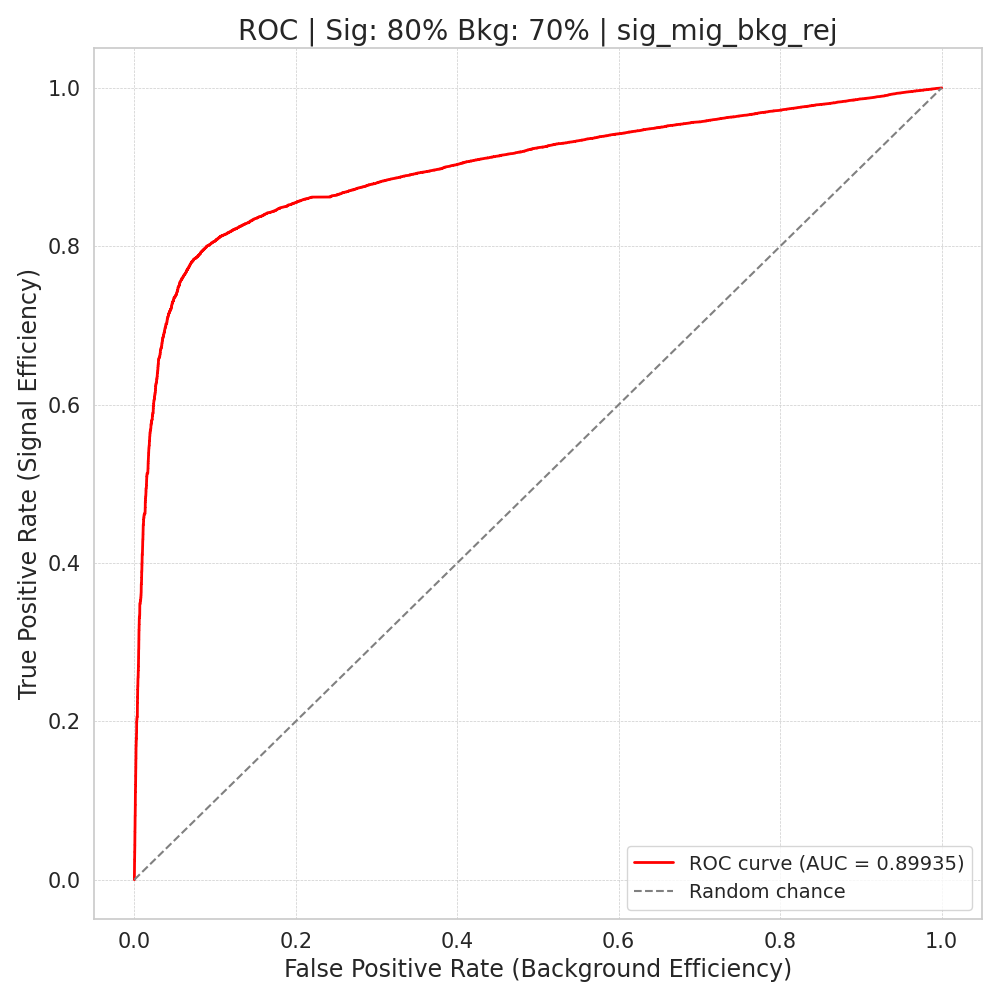 ROC | Sig: 80% Bkg: 70% | sig_mig_bkg_rej
True Positive Rate (Signal Efficiency)
1.0
0.8
0.6
0.4
0.2
0.0
0.0 0.2 0.4 0.6 0.8 1.0
False Positive Rate (Background Efficiency)
ROC curve (AUC = 0.89935)
Random chance